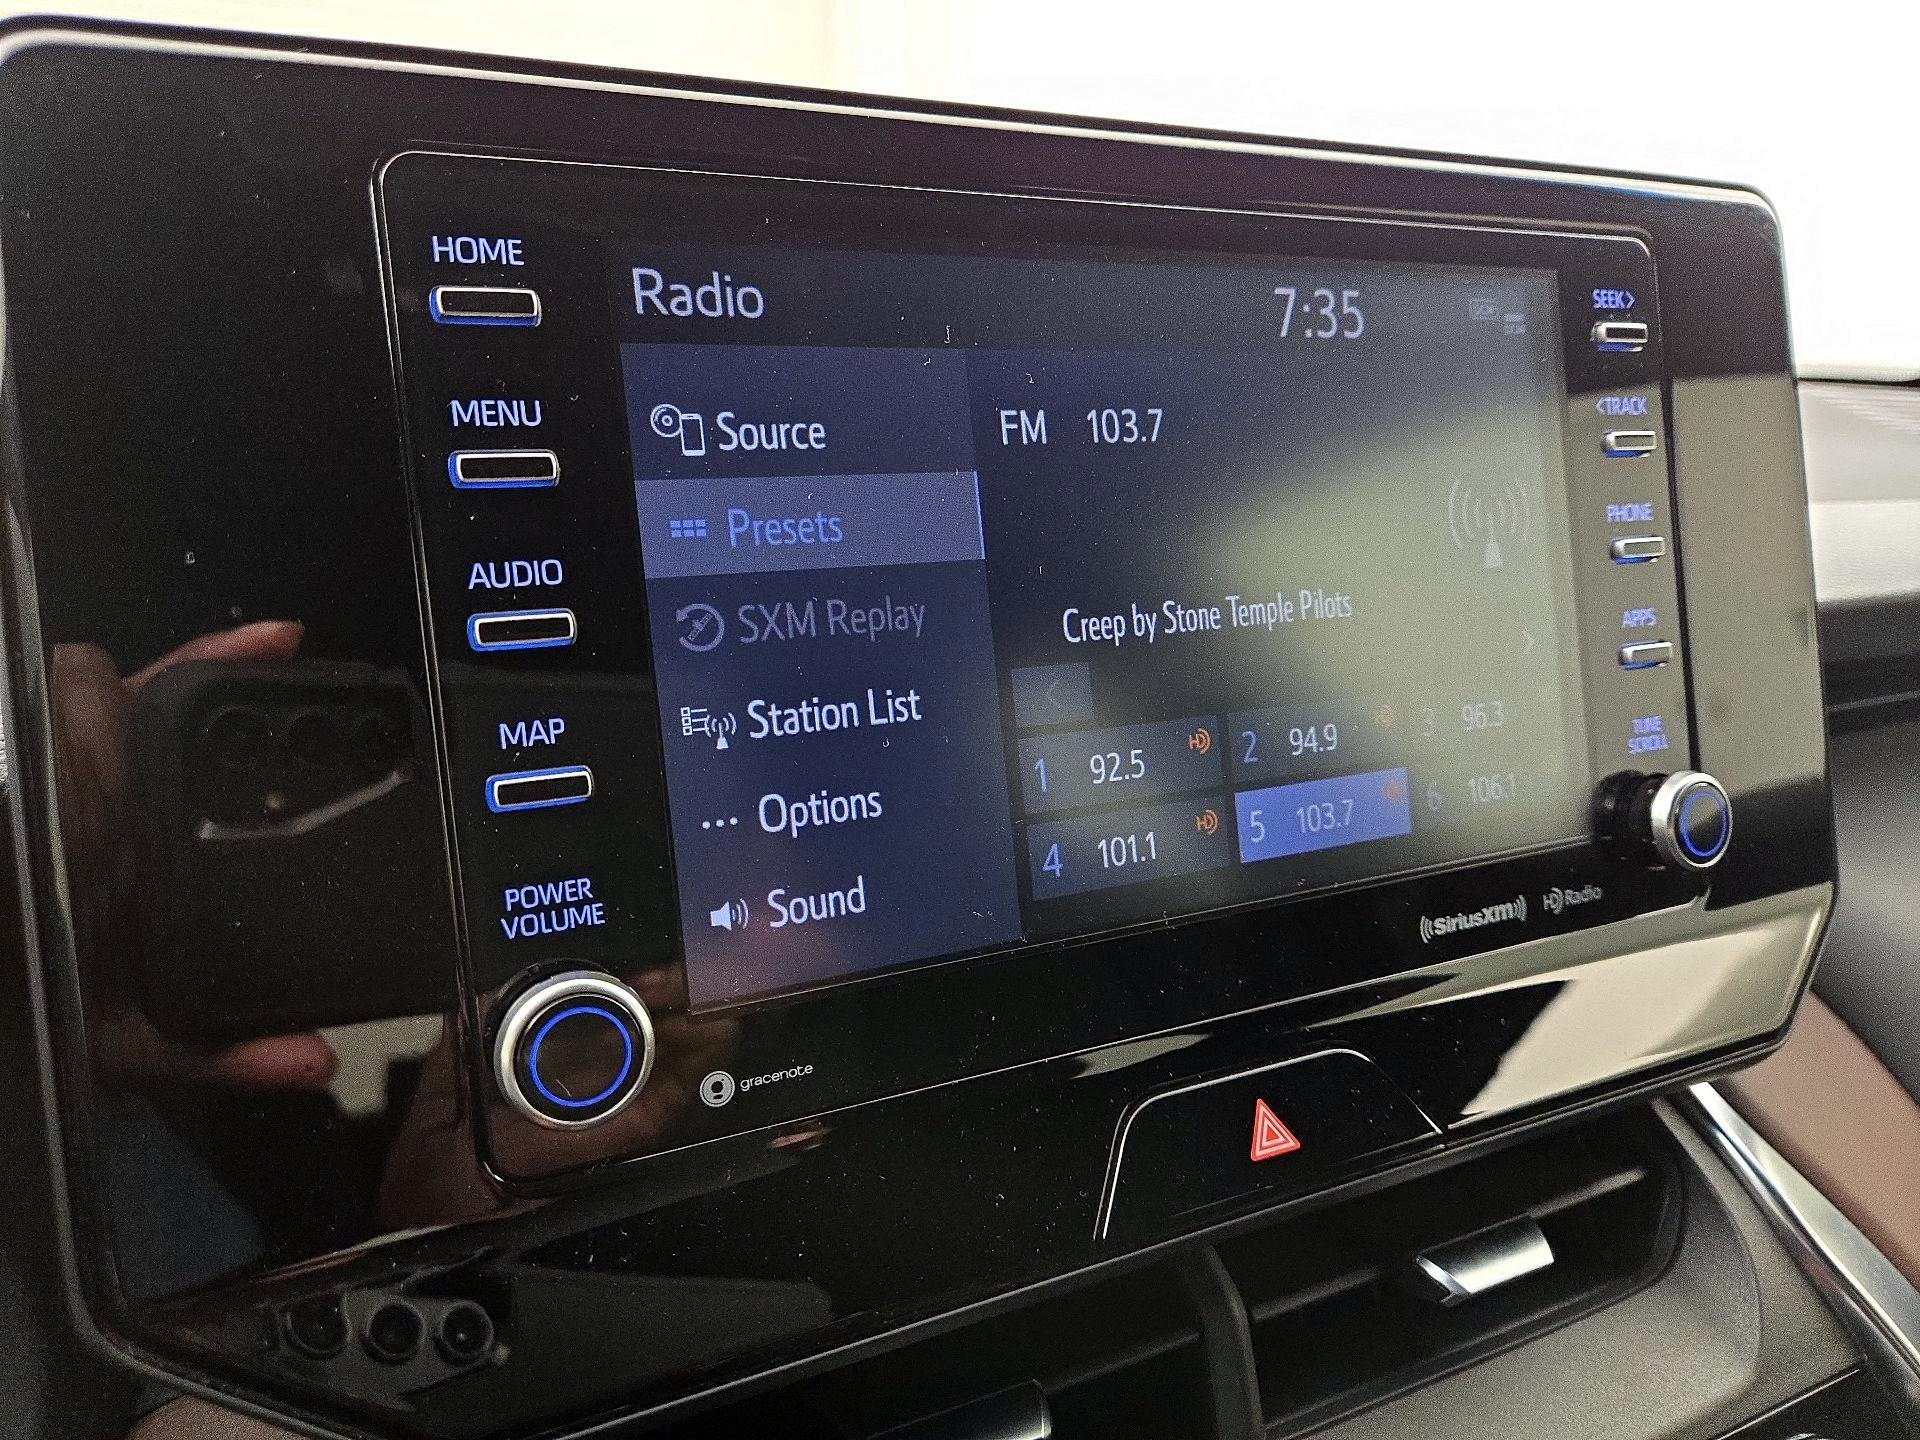 HOME
MENU
AUDIO
MAP
POWER
VOLUME
Radio
7:35
Source
Presets
SXM Replay
Station List
Options
Sound
FM 103.7
Creep by Stone Temple Pilots
1 92.5 HD
2 94.9
3 96.3
4 101.1 HD
5 103.7
6 106.1
SEEK>
<TRACK
PHONE
APPS
TUNE
SCROLL
SiriusXM
HD Radio
gracenote